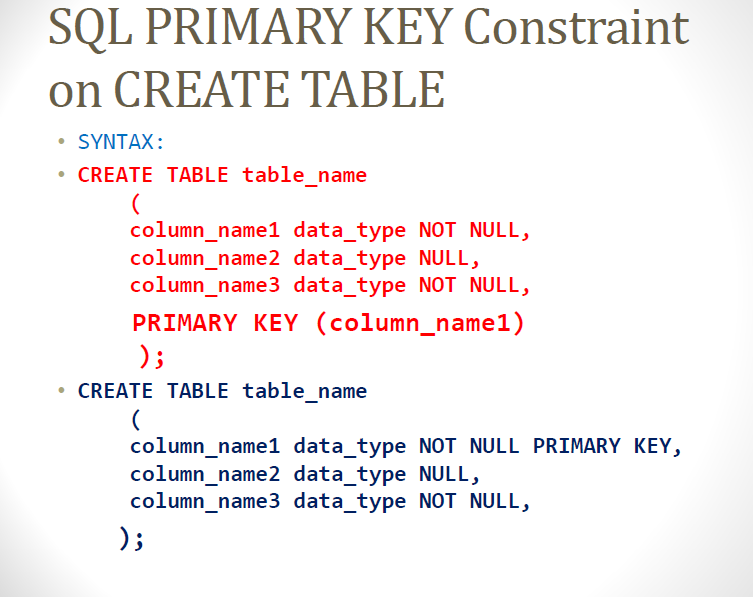 SQL PRIMARY KEY Constraint
on CREATE TABLE
• SYNTAX:
• CREATE TABLE table_name
(
column_name1 data_type NOT NULL,
column_name2 data_type NULL,
column_name3 data_type NOT NULL,
PRIMARY KEY (column_name1)
);
• CREATE TABLE table_name
(
column_name1 data_type NOT NULL PRIMARY KEY,
column_name2 data_type NULL,
column_name3 data_type NOT NULL,
);